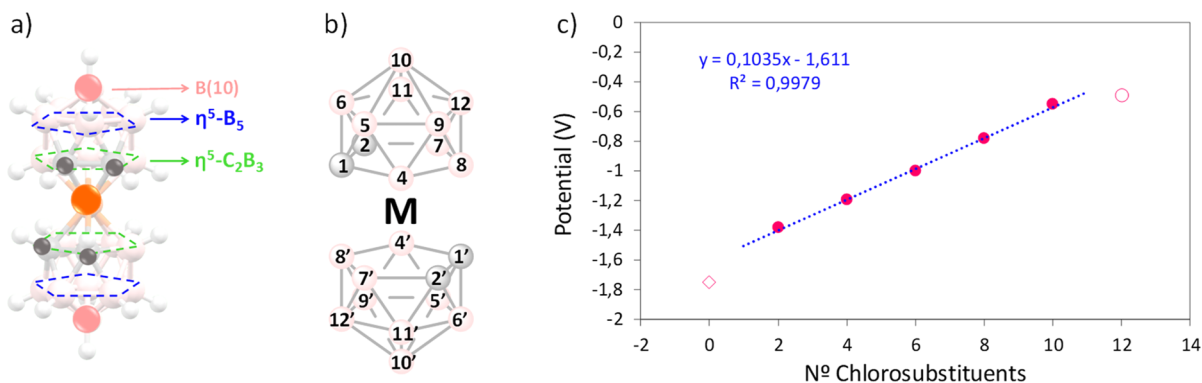 a)
B(10)
η⁵-B₅
η⁵-C₂B₃
b)
10
11
6
12
5
9
2
7
1
8
4
M
4'
8'
1'
7'
2'
9'
5'
12'
6'
11'
10'
c)
y = 0,1035x - 1,611
R² = 0,9979
Potential (V)
0
-0,2
-0,4
-0,6
-0,8
-1
-1,2
-1,4
-1,6
-1,8
-2
-2 0 2 4 6 8 10 12 14
Nº Chlorosubstituents